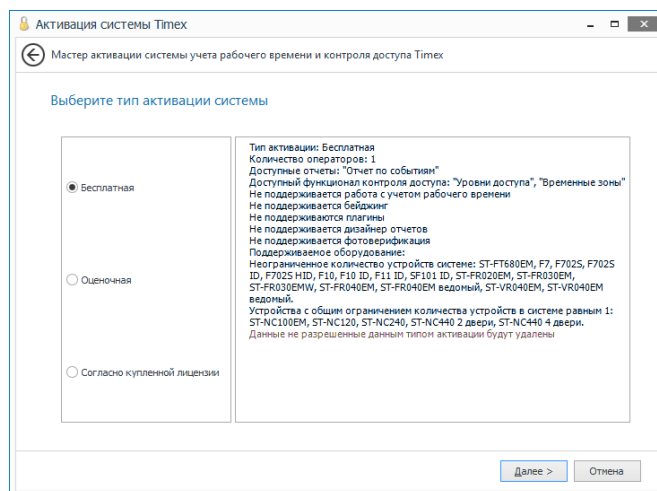 Активация системы Timex
Мастер активации системы учета рабочего времени и контроля доступа Timex
Выберите тип активации системы
Бесплатная
Оценочная
Согласно купленной лицензии
Тип активации: Бесплатная
Количество операторов: 1
Доступные отчеты: "Отчет по событиям"
Доступный функционал контроля доступа: "Уровни доступа", "Временные зоны"
Не поддерживается работа с учетом рабочего времени
Не поддерживается бейджинг
Не поддерживаются плагины
Не поддерживается дизайнер отчетов
Не поддерживается фотоверификация
Поддерживаемое оборудование:
Неограниченное количество устройств системе: ST-FT680EM, F7, F702S, F702S
ID, F702S HID, F10, F10 ID, F11 ID, SF101 ID, ST-FR020EM, ST-FR030EM,
ST-FR030EMW, ST-FR040EM, ST-FR040EM ведомый, ST-VR040EM, ST-VR040EM
ведомый.
Устройства с общим ограничением количества устройств в системе равным 1:
ST-NC100EM, ST-NC120, ST-NC240, ST-NC440 2 двери, ST-NC440 4 двери.
Данные не разрешенные данным типом активации будут удалены
Далее >
Отмена